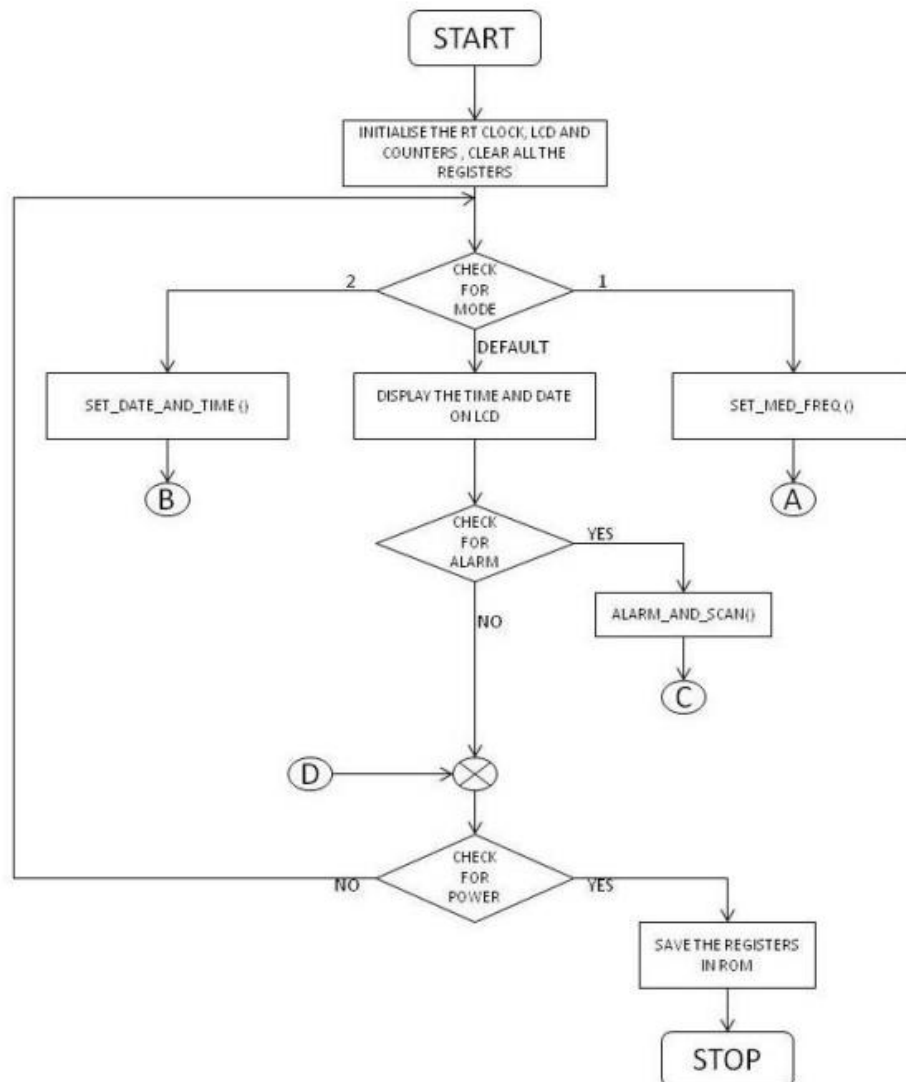 START
INITIALISE THE RT CLOCK, LCD AND
COUNTERS , CLEAR ALL THE
REGISTERS
CHECK
FOR
MODE
2
1
DEFAULT
SET_DATE_AND_TIME ()
DISPLAY THE TIME AND DATE
ON LCD
SET_MED_FREQ ()
B
A
CHECK
FOR
ALARM
YES
NO
ALARM_AND_SCAN()
C
D
CHECK
FOR
POWER
NO
YES
SAVE THE REGISTERS
IN ROM
STOP